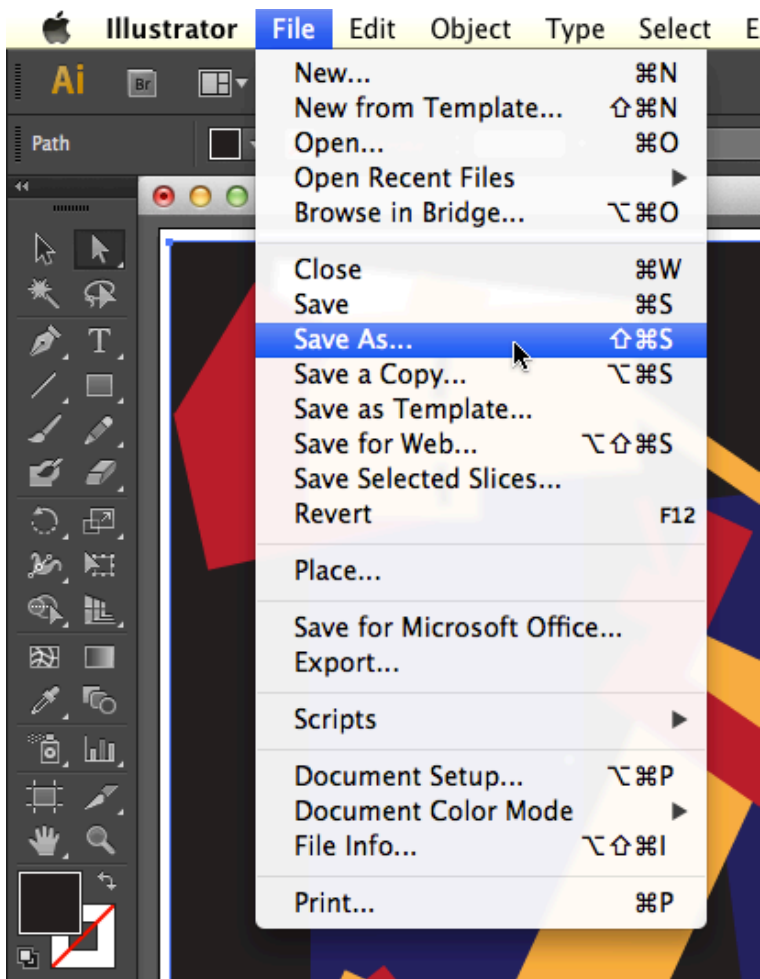 Illustrator File Edit Object Type Select E
Ai Br
Path
New... ⌘N
New from Template... ⇧⌘N
Open... ⌘O
Open Recent Files ▶
Browse in Bridge... ⌥⌘O
Close ⌘W
Save ⌘S
Save As... ⇧⌘S
Save a Copy... ⌥⌘S
Save as Template...
Save for Web... ⌥⇧⌘S
Save Selected Slices...
Revert F12
Place...
Save for Microsoft Office...
Export...
Scripts ▶
Document Setup... ⌥⌘P
Document Color Mode ▶
File Info... ⌥⇧⌘I
Print... ⌘P